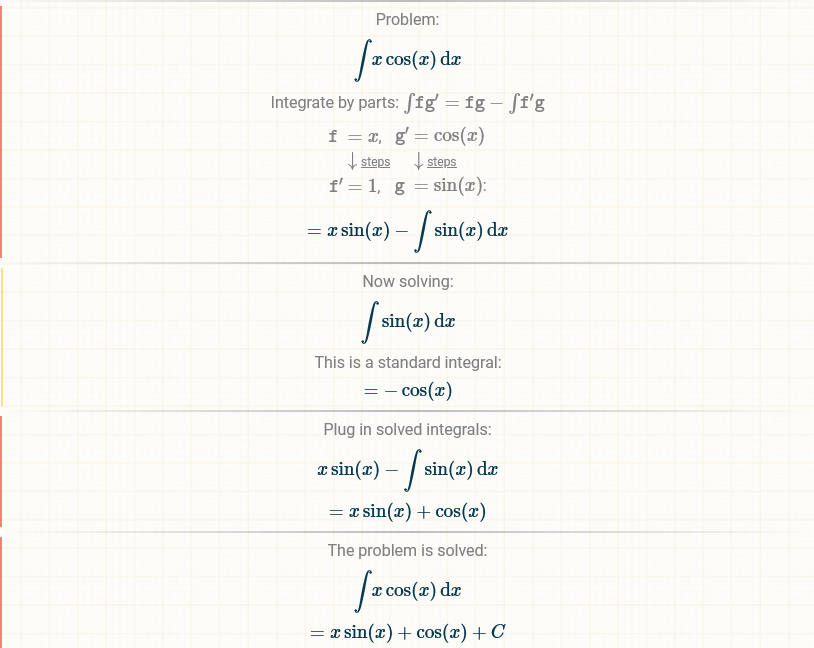 Problem:
∫ x cos(x) dx
Integrate by parts: ∫fg′ = fg − ∫f′g
f = x, g′ = cos(x)
↓ steps ↓ steps
f′ = 1, g = sin(x):
= x sin(x) − ∫ sin(x) dx
Now solving:
∫ sin(x) dx
This is a standard integral:
= − cos(x)
Plug in solved integrals:
x sin(x) − ∫ sin(x) dx
= x sin(x) + cos(x)
The problem is solved:
∫ x cos(x) dx
= x sin(x) + cos(x) + C